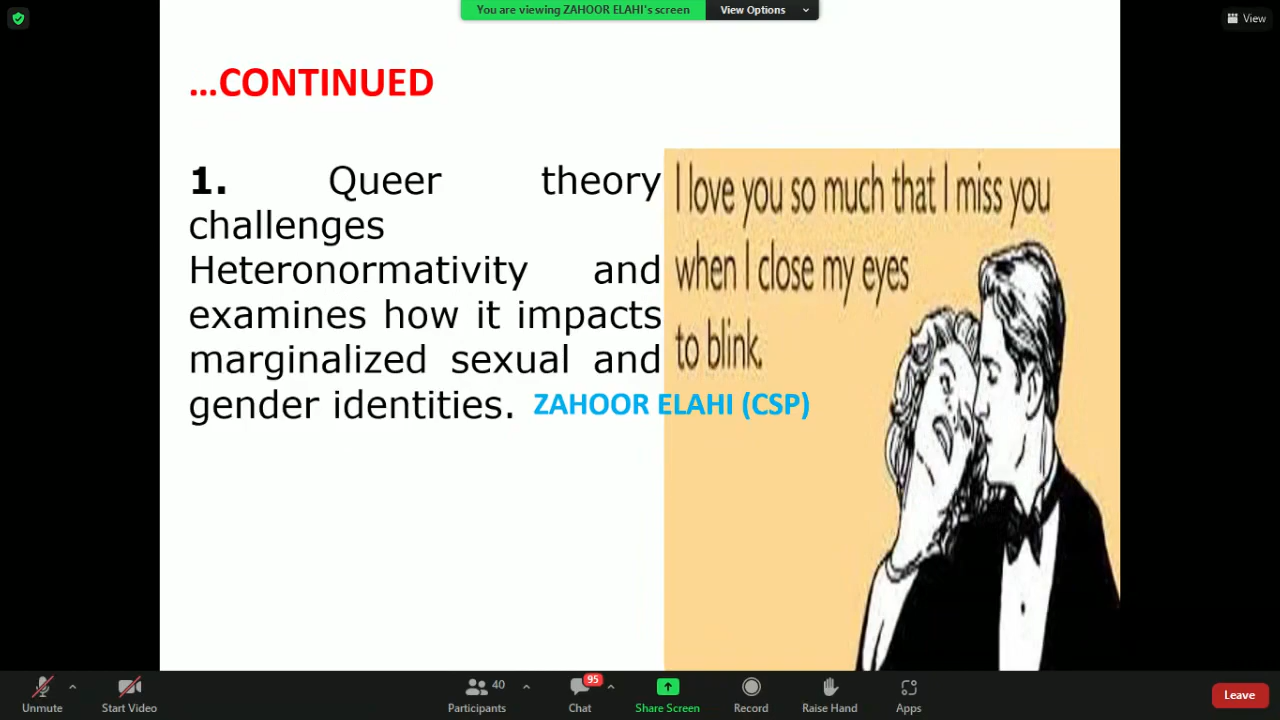 You are viewing ZAHOOR ELAHI's screen
View Options
View
...CONTINUED
1. Queer theory
challenges
Heteronormativity and
examines how it impacts
marginalized sexual and
gender identities.
ZAHOOR ELAHI (CSP)
I love you so much that I miss you
when I close my eyes
to blink.
Unmute
Start Video
40
Participants
95
Chat
Share Screen
Record
Raise Hand
Apps
Leave